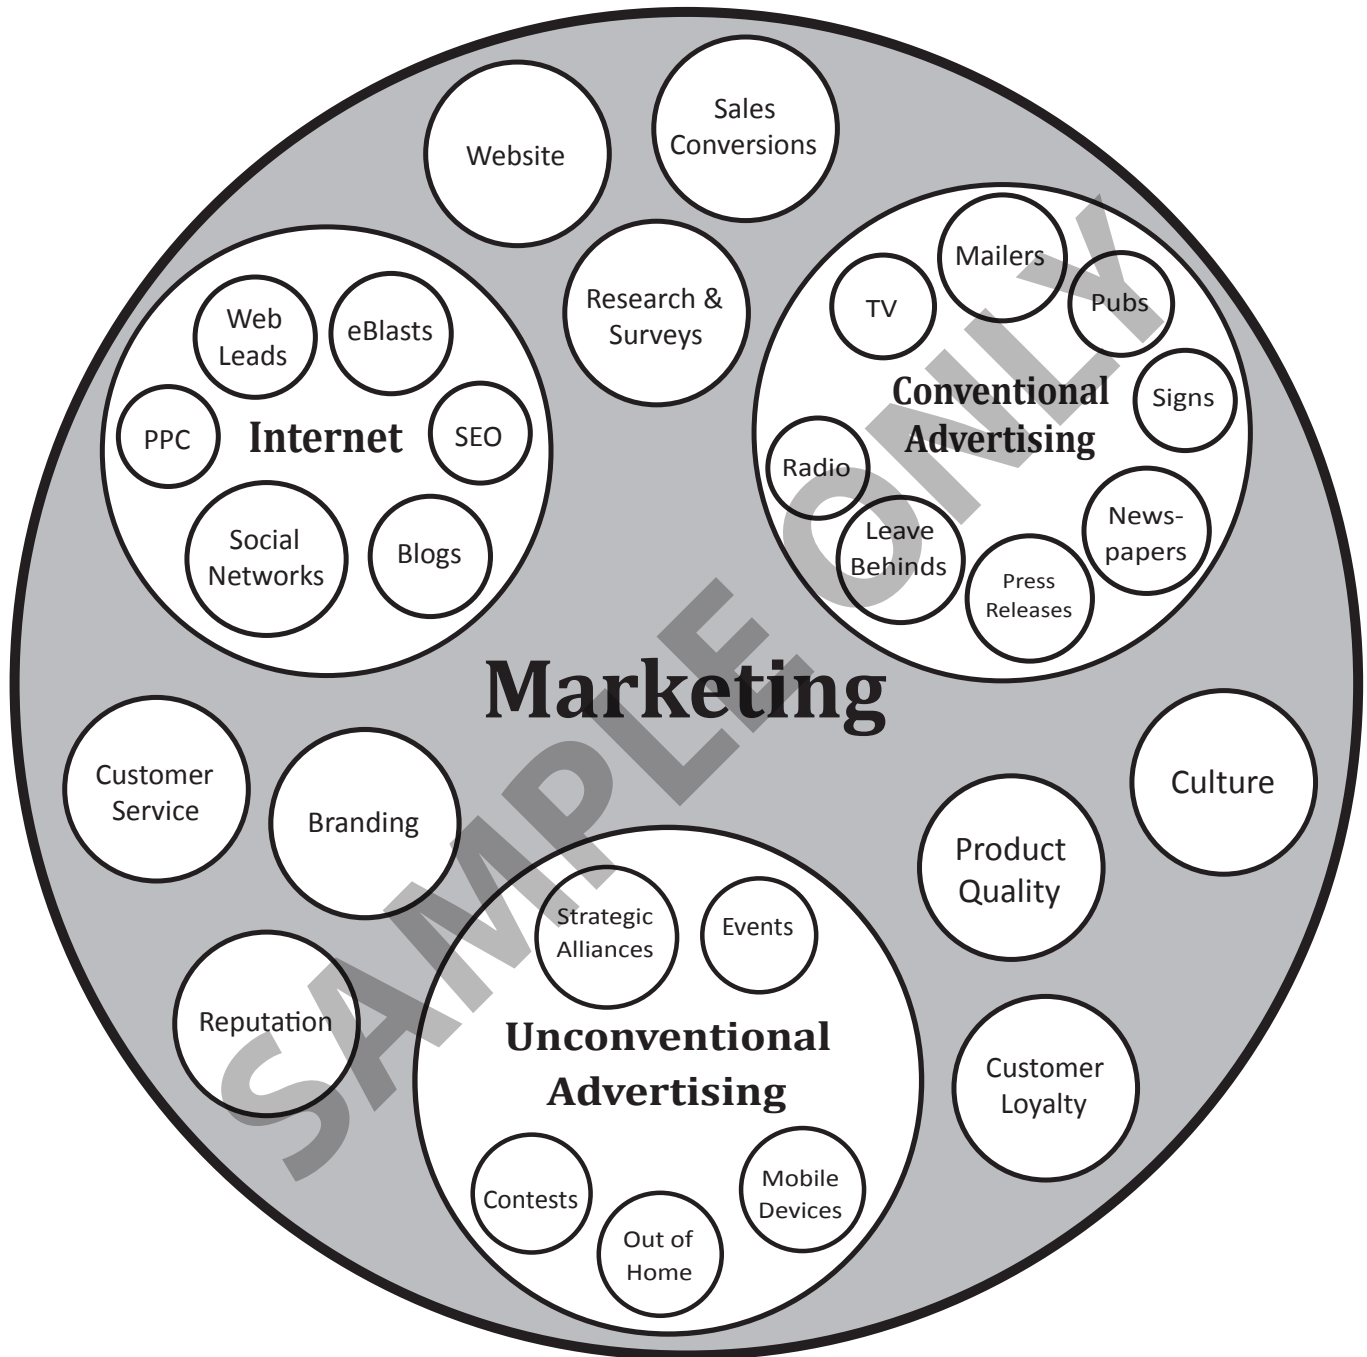 Sales
Conversions
Website
Research &
Surveys
Internet
Web
Leads
eBlasts
PPC
SEO
Social
Networks
Blogs
Conventional
Advertising
TV
Mailers
Pubs
Signs
Radio
Leave
Behinds
Press
Releases
News-
papers
Marketing
Customer
Service
Branding
Reputation
Culture
Product
Quality
Customer
Loyalty
Unconventional
Advertising
Strategic
Alliances
Events
Contests
Out of
Home
Mobile
Devices
SAMPLE ONLY